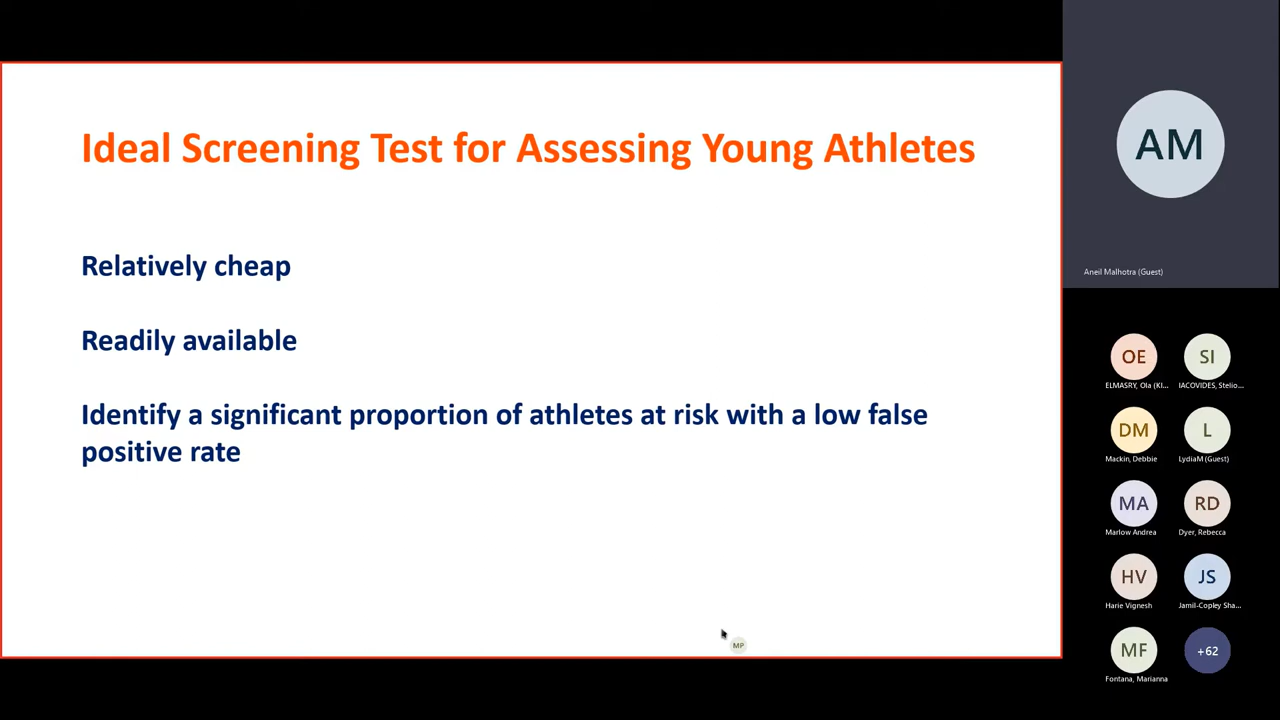 Ideal Screening Test for Assessing Young Athletes
Relatively cheap
Readily available
Identify a significant proportion of athletes at risk with a low false
positive rate
MP
AM
Aneil Malhotra (Guest)
OE
SI
ELMASRY, Ola (KI...
IACOVIDES, Stelio...
DM
L
Mackin, Debbie
LydiaM (Guest)
MA
RD
Marlow Andrea
Dyer, Rebecca
HV
JS
Harie Vignesh
Jamil-Copley Sha...
MF
+62
Fontana, Marianna